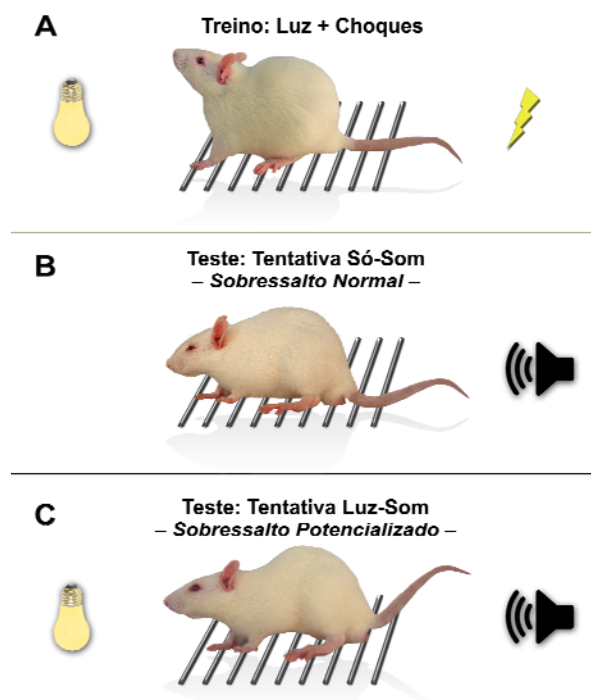 A
Treino: Luz + Choques
B
Teste: Tentativa Só-Som
– Sobressalto Normal –
C
Teste: Tentativa Luz-Som
– Sobressalto Potencializado –